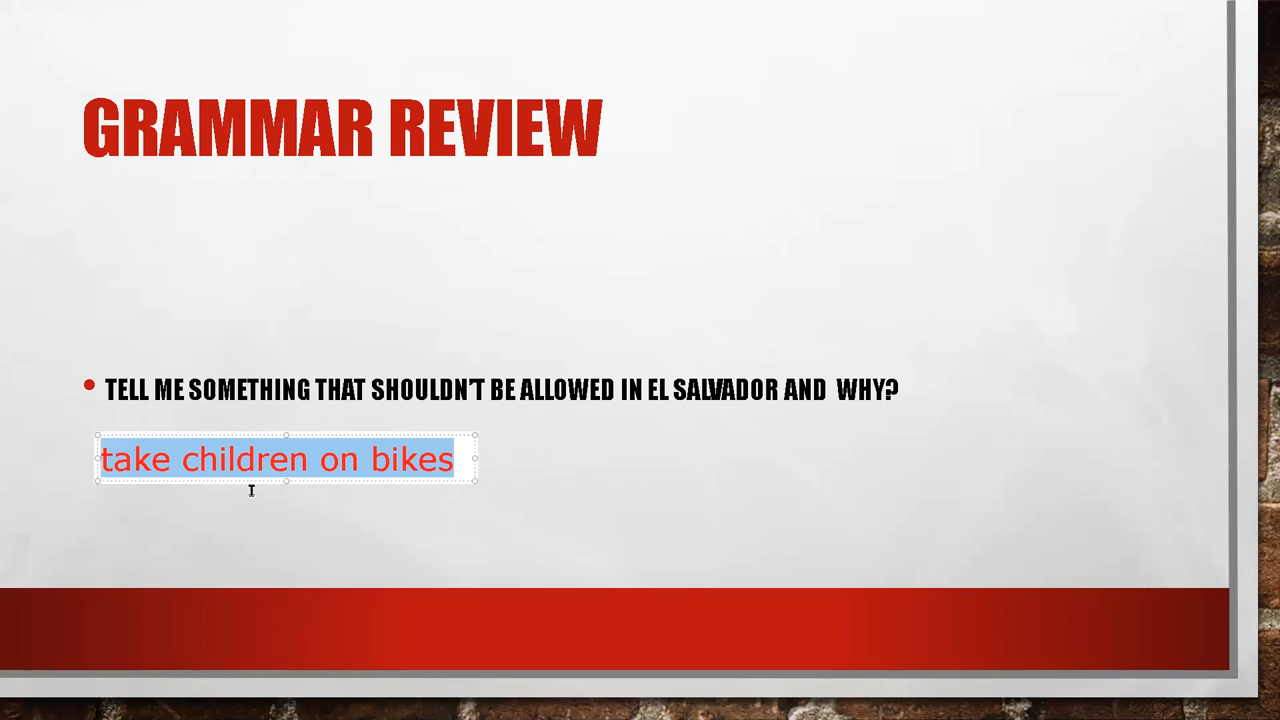 GRAMMAR REVIEW
• TELL ME SOMETHING THAT SHOULDN'T BE ALLOWED IN EL SALVADOR AND WHY?
take children on bikes